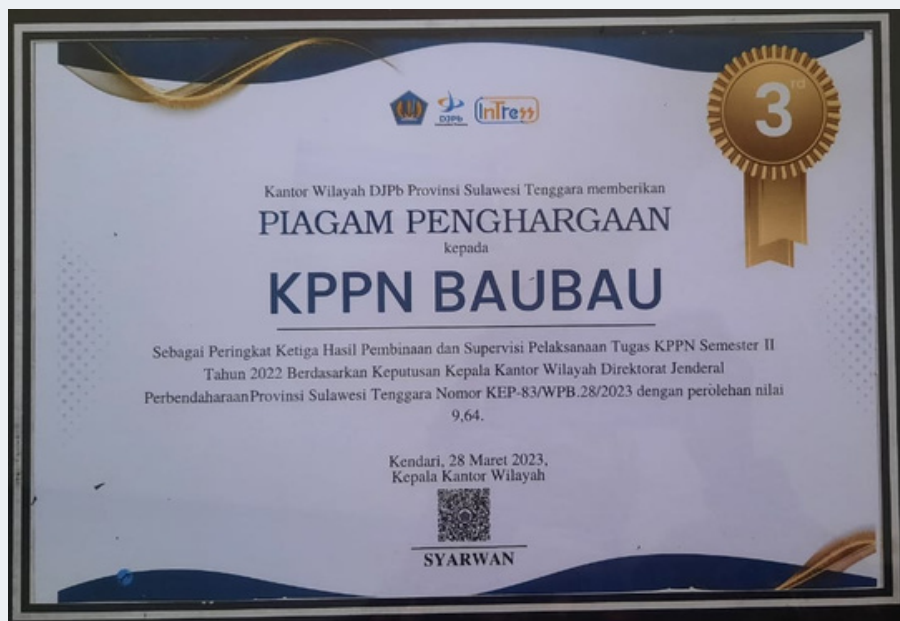 3rd
DJPb
InTress
Kantor Wilayah DJPb Provinsi Sulawesi Tenggara memberikan
PIAGAM PENGHARGAAN
kepada
KPPN BAUBAU
Sebagai Peringkat Ketiga Hasil Pembinaan dan Supervisi Pelaksanaan Tugas KPPN Semester II
Tahun 2022 Berdasarkan Keputusan Kepala Kantor Wilayah Direktorat Jenderal
PerbendaharaanProvinsi Sulawesi Tenggara Nomor KEP-83/WPB.28/2023 dengan perolehan nilai
9,64.
Kendari, 28 Maret 2023,
Kepala Kantor Wilayah
SYARWAN